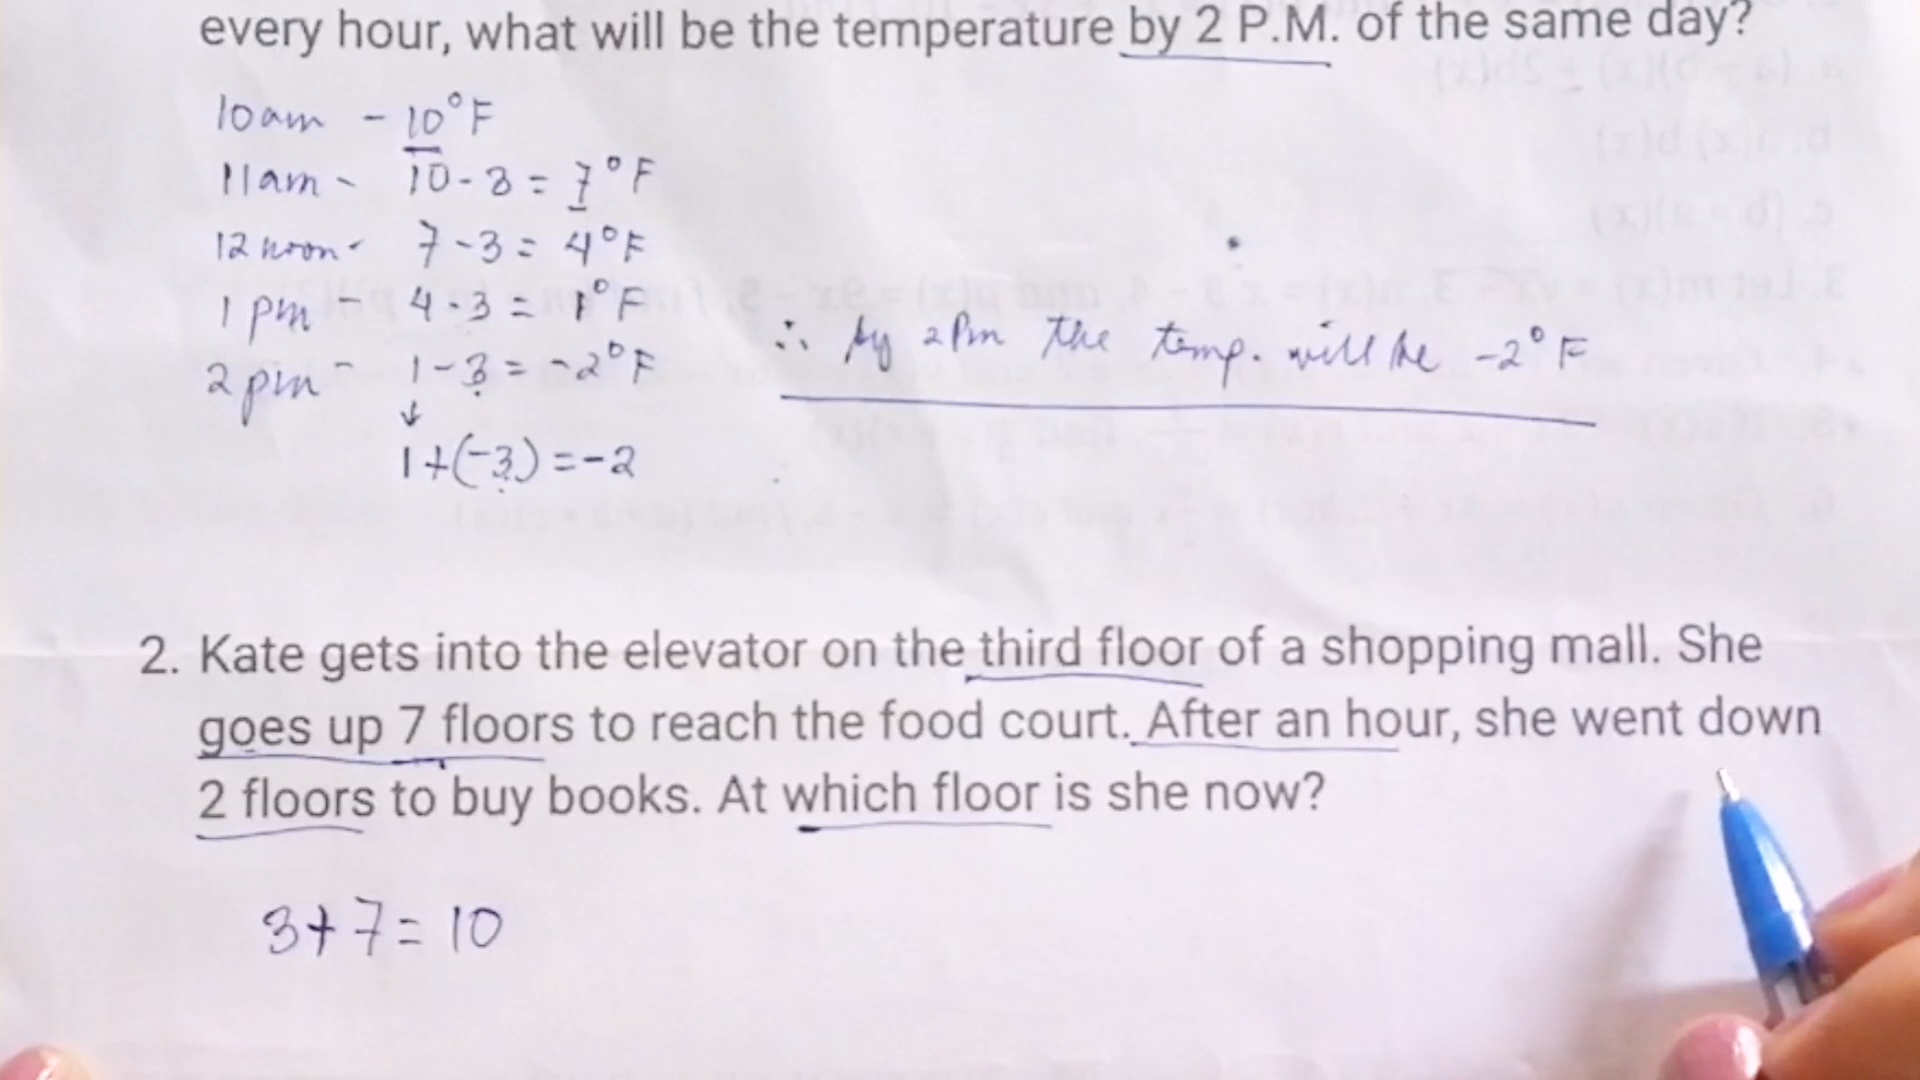 every hour, what will be the temperature by 2 P.M. of the same day?
10am - 10°F
11am - 10-3 = 7°F
12 noon - 7-3 = 4°F
1 pm - 4-3 = 1°F
2 pm - 1-3 = -2°F
∴ by 2Pm the temp. will be -2°F
↓
1+(-3) = -2
2. Kate gets into the elevator on the third floor of a shopping mall. She
goes up 7 floors to reach the food court. After an hour, she went down
2 floors to buy books. At which floor is she now?
3+7= 10